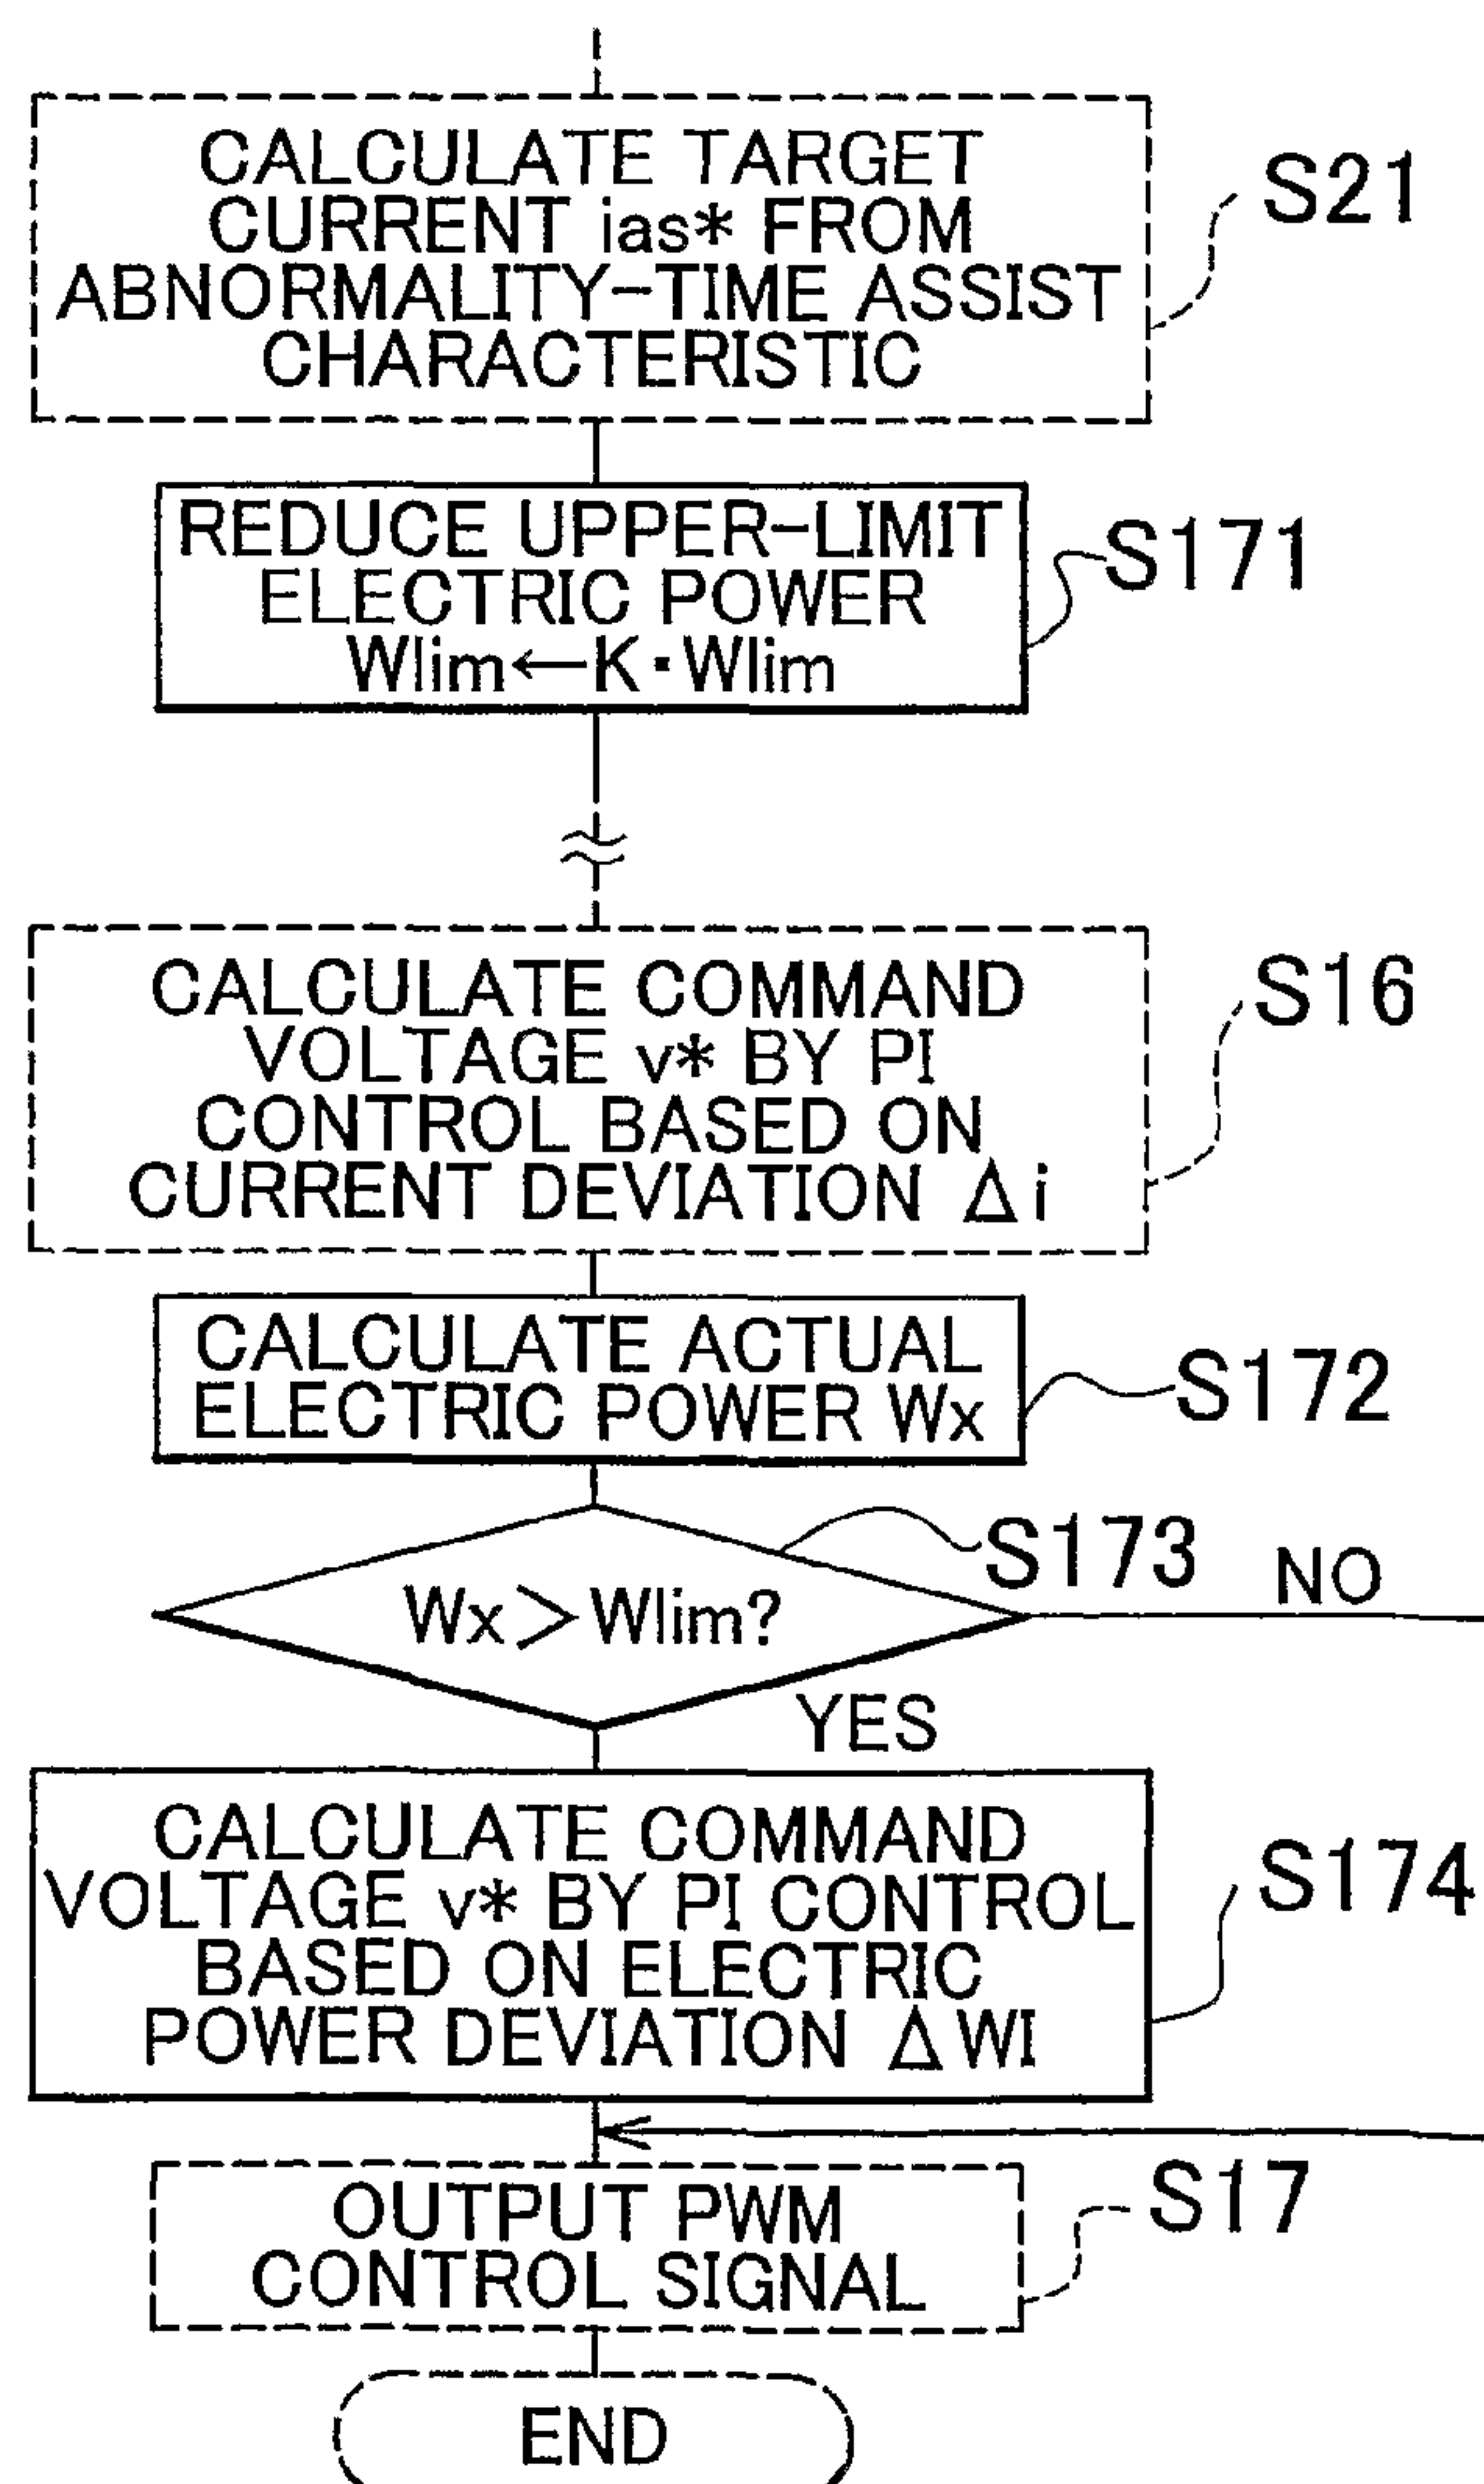 CALCULATE TARGET
CURRENT ias* FROM
ABNORMALITY-TIME ASSIST
CHARACTERISTIC
S21
REDUCE UPPER-LIMIT
ELECTRIC POWER
Wlim←K・Wlim
S171
CALCULATE COMMAND
VOLTAGE v* BY PI
CONTROL BASED ON
CURRENT DEVIATION Δi
S16
CALCULATE ACTUAL
ELECTRIC POWER Wx
S172
Wx>Wlim?
S173
NO
YES
CALCULATE COMMAND
VOLTAGE v* BY PI CONTROL
BASED ON ELECTRIC
POWER DEVIATION ΔWl
S174
OUTPUT PWM
CONTROL SIGNAL
S17
END